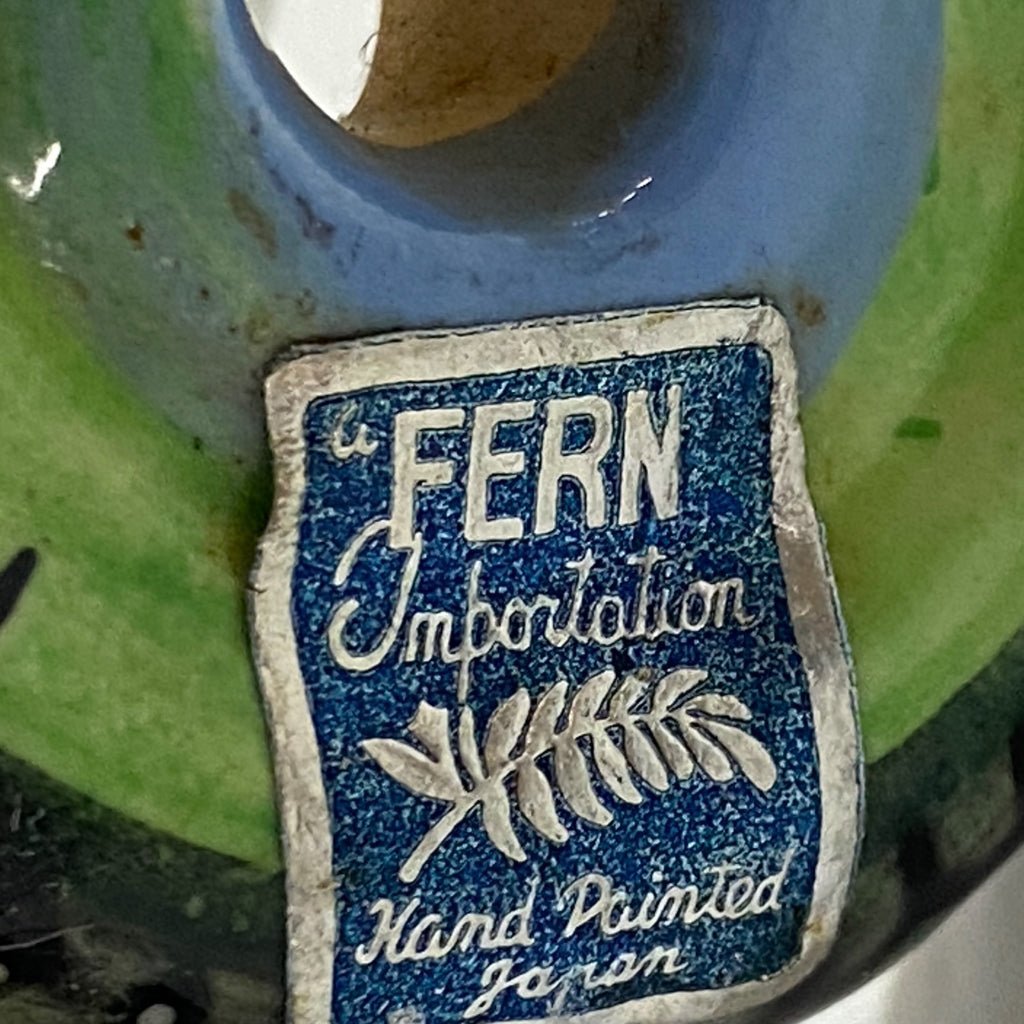 a FERN
Importation
Hand Painted
Japan